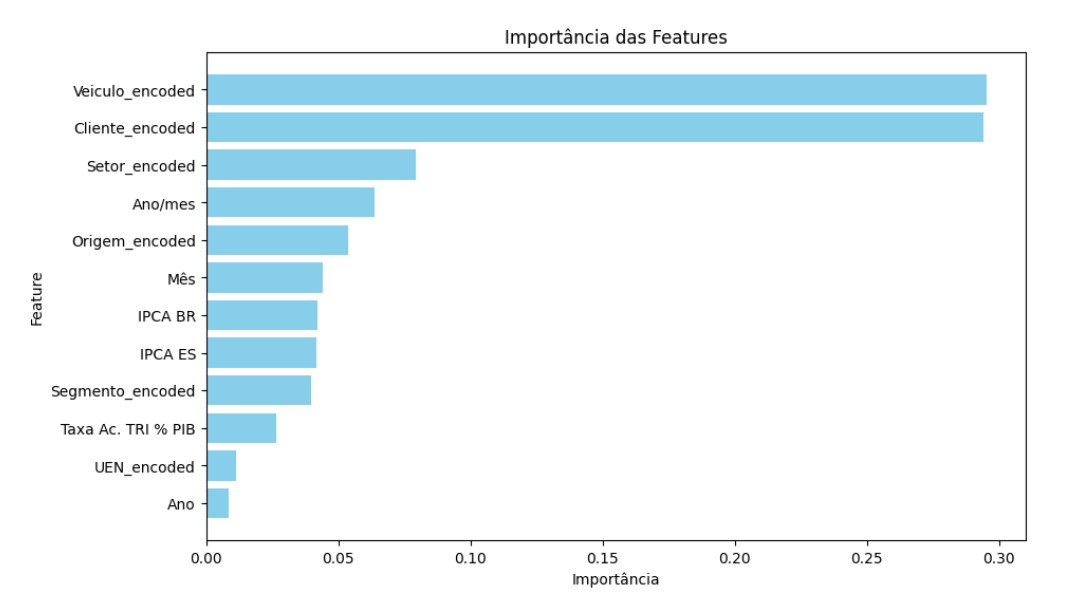 Importância das Features
Veiculo_encoded
Cliente_encoded
Setor_encoded
Ano/mes
Origem_encoded
Mês
IPCA BR
IPCA ES
Segmento_encoded
Taxa Ac. TRI % PIB
UEN_encoded
Ano
Feature
0.00 0.05 0.10 0.15 0.20 0.25 0.30
Importância